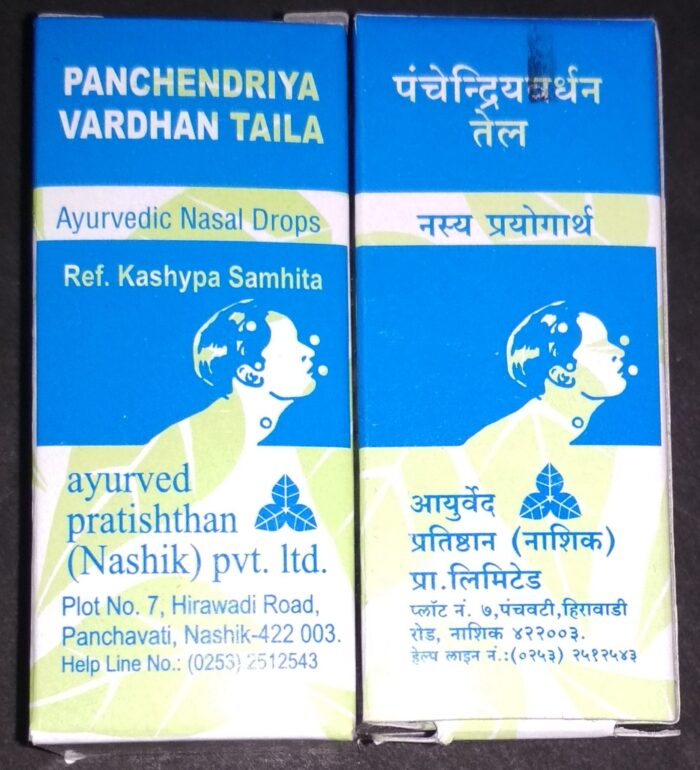 PANCHENDRIYA
VARDHAN TAILA
Ayurvedic Nasal Drops
Ref. Kashypa Samhita
ayurved
pratishthan
(Nashik) pvt. ltd.
Plot No. 7, Hirawadi Road,
Panchavati, Nashik-422 003.
Help Line No.: (0253) 2512543
पंचेन्द्रियवर्धन
तेल
नस्य प्रयोगार्थ
आयुर्वेद
प्रतिष्ठान (नाशिक)
प्रा.लिमिटेड
प्लॉट नं. ७,पंचवटी,हिरावाडी
रोड, नाशिक ४२२००३.
हेल्प लाइन नं.:(०२५३) २५१२५४३